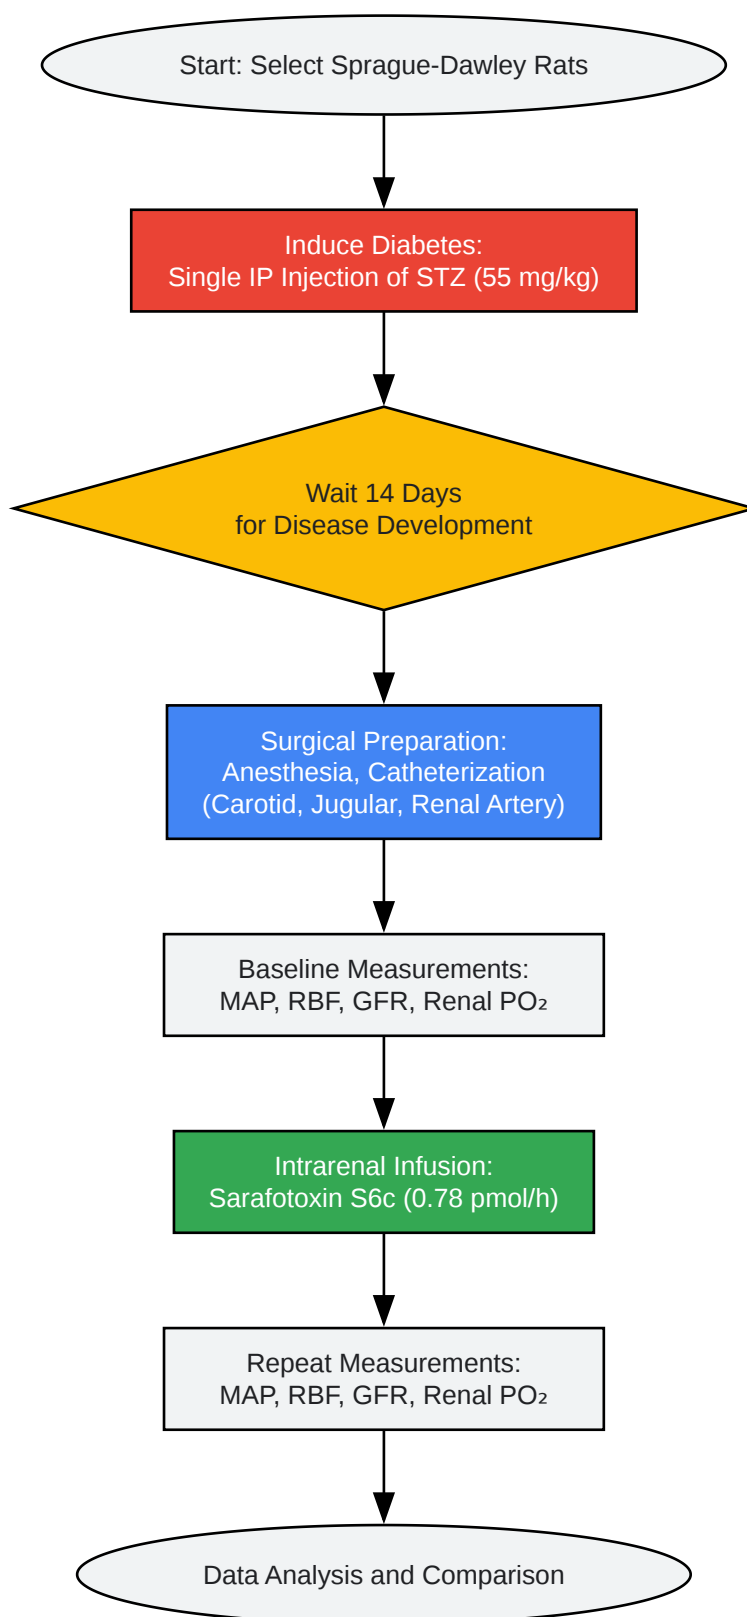 Start: Select Sprague-Dawley Rats
Induce Diabetes:
Single IP Injection of STZ (55 mg/kg)
Wait 14 Days
for Disease Development
Surgical Preparation:
Anesthesia, Catheterization
(Carotid, Jugular, Renal Artery)
Baseline Measurements:
MAP, RBF, GFR, Renal PO₂
Intrarenal Infusion:
Sarafotoxin S6c (0.78 pmol/h)
Repeat Measurements:
MAP, RBF, GFR, Renal PO₂
Data Analysis and Comparison